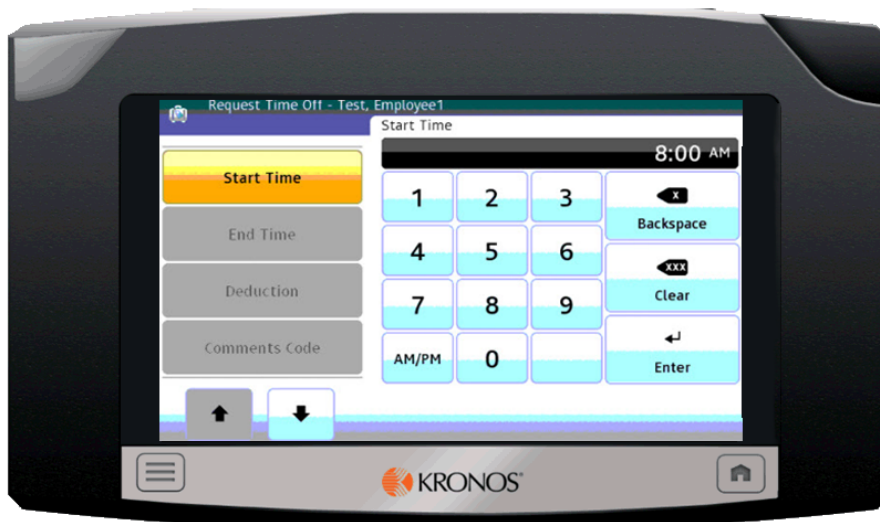 Request Time Off - Test, Employee1
Start Time
8:00 AM
Start Time
End Time
Deduction
Comments Code
1 2 3
4 5 6
7 8 9
AM/PM 0
X
Backspace
XXX
Clear
Enter
KRONOS®